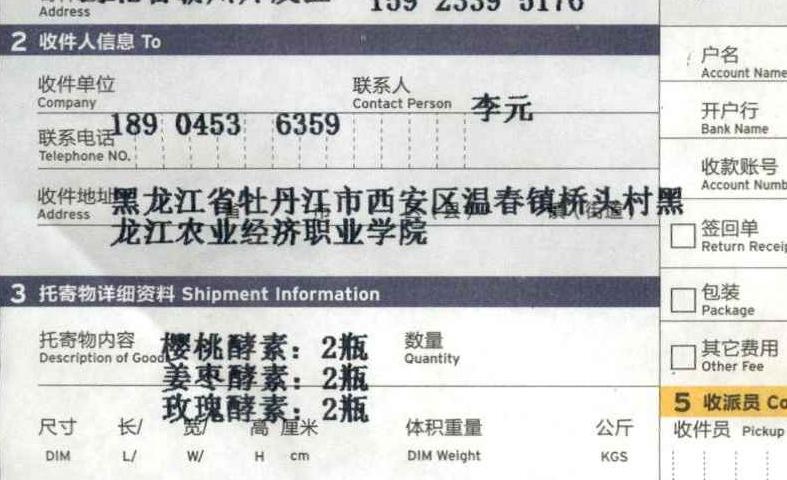 Address 159 2339 5176
2 收件人信息 To
收件单位 联系人
Company Contact Person 李元
联系电话 189 0453 6359
Telephone NO.
收件地址 黑龙江省牡丹江市西安区温春镇桥头村黑
Address
龙江农业经济职业学院
3 托寄物详细资料 Shipment Information
托寄物内容 樱桃酵素：2瓶 数量
Description of Good Quantity
姜枣酵素：2瓶
玫瑰酵素：2瓶
尺寸 长/ 宽/ 高 厘米 体积重量 公斤
DIM L/ W/ H cm DIM Weight KGS
户名
Account Name
开户行
Bank Name
收款账号
Account Numb
签回单
Return Receip
包装
Package
其它费用
Other Fee
5 收派员 Co
收件员 Pickup